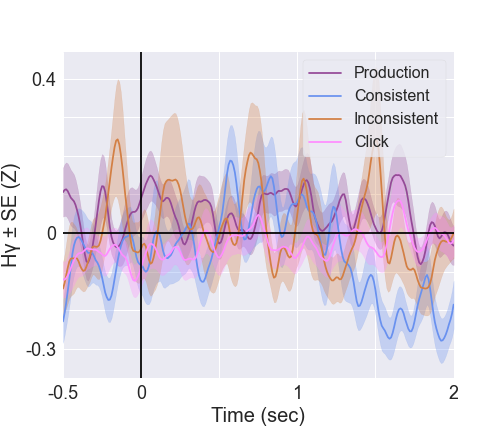 Production
Consistent
Inconsistent
Click
0.4
0
-0.3
Hγ ± SE (Z)
-0.5
0
1
2
Time (sec)